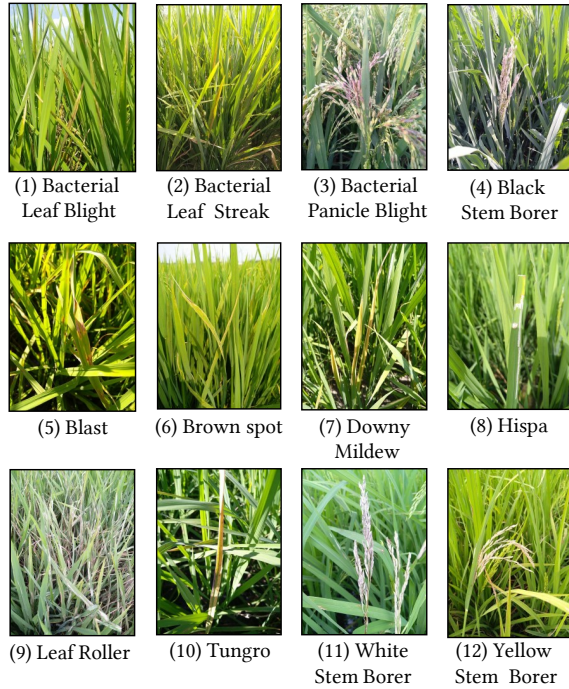 (1) Bacterial
Leaf Blight
(2) Bacterial
Leaf Streak
(3) Bacterial
Panicle Blight
(4) Black
Stem Borer
(5) Blast
(6) Brown spot
(7) Downy
Mildew
(8) Hispa
(9) Leaf Roller
(10) Tungro
(11) White
Stem Borer
(12) Yellow
Stem Borer